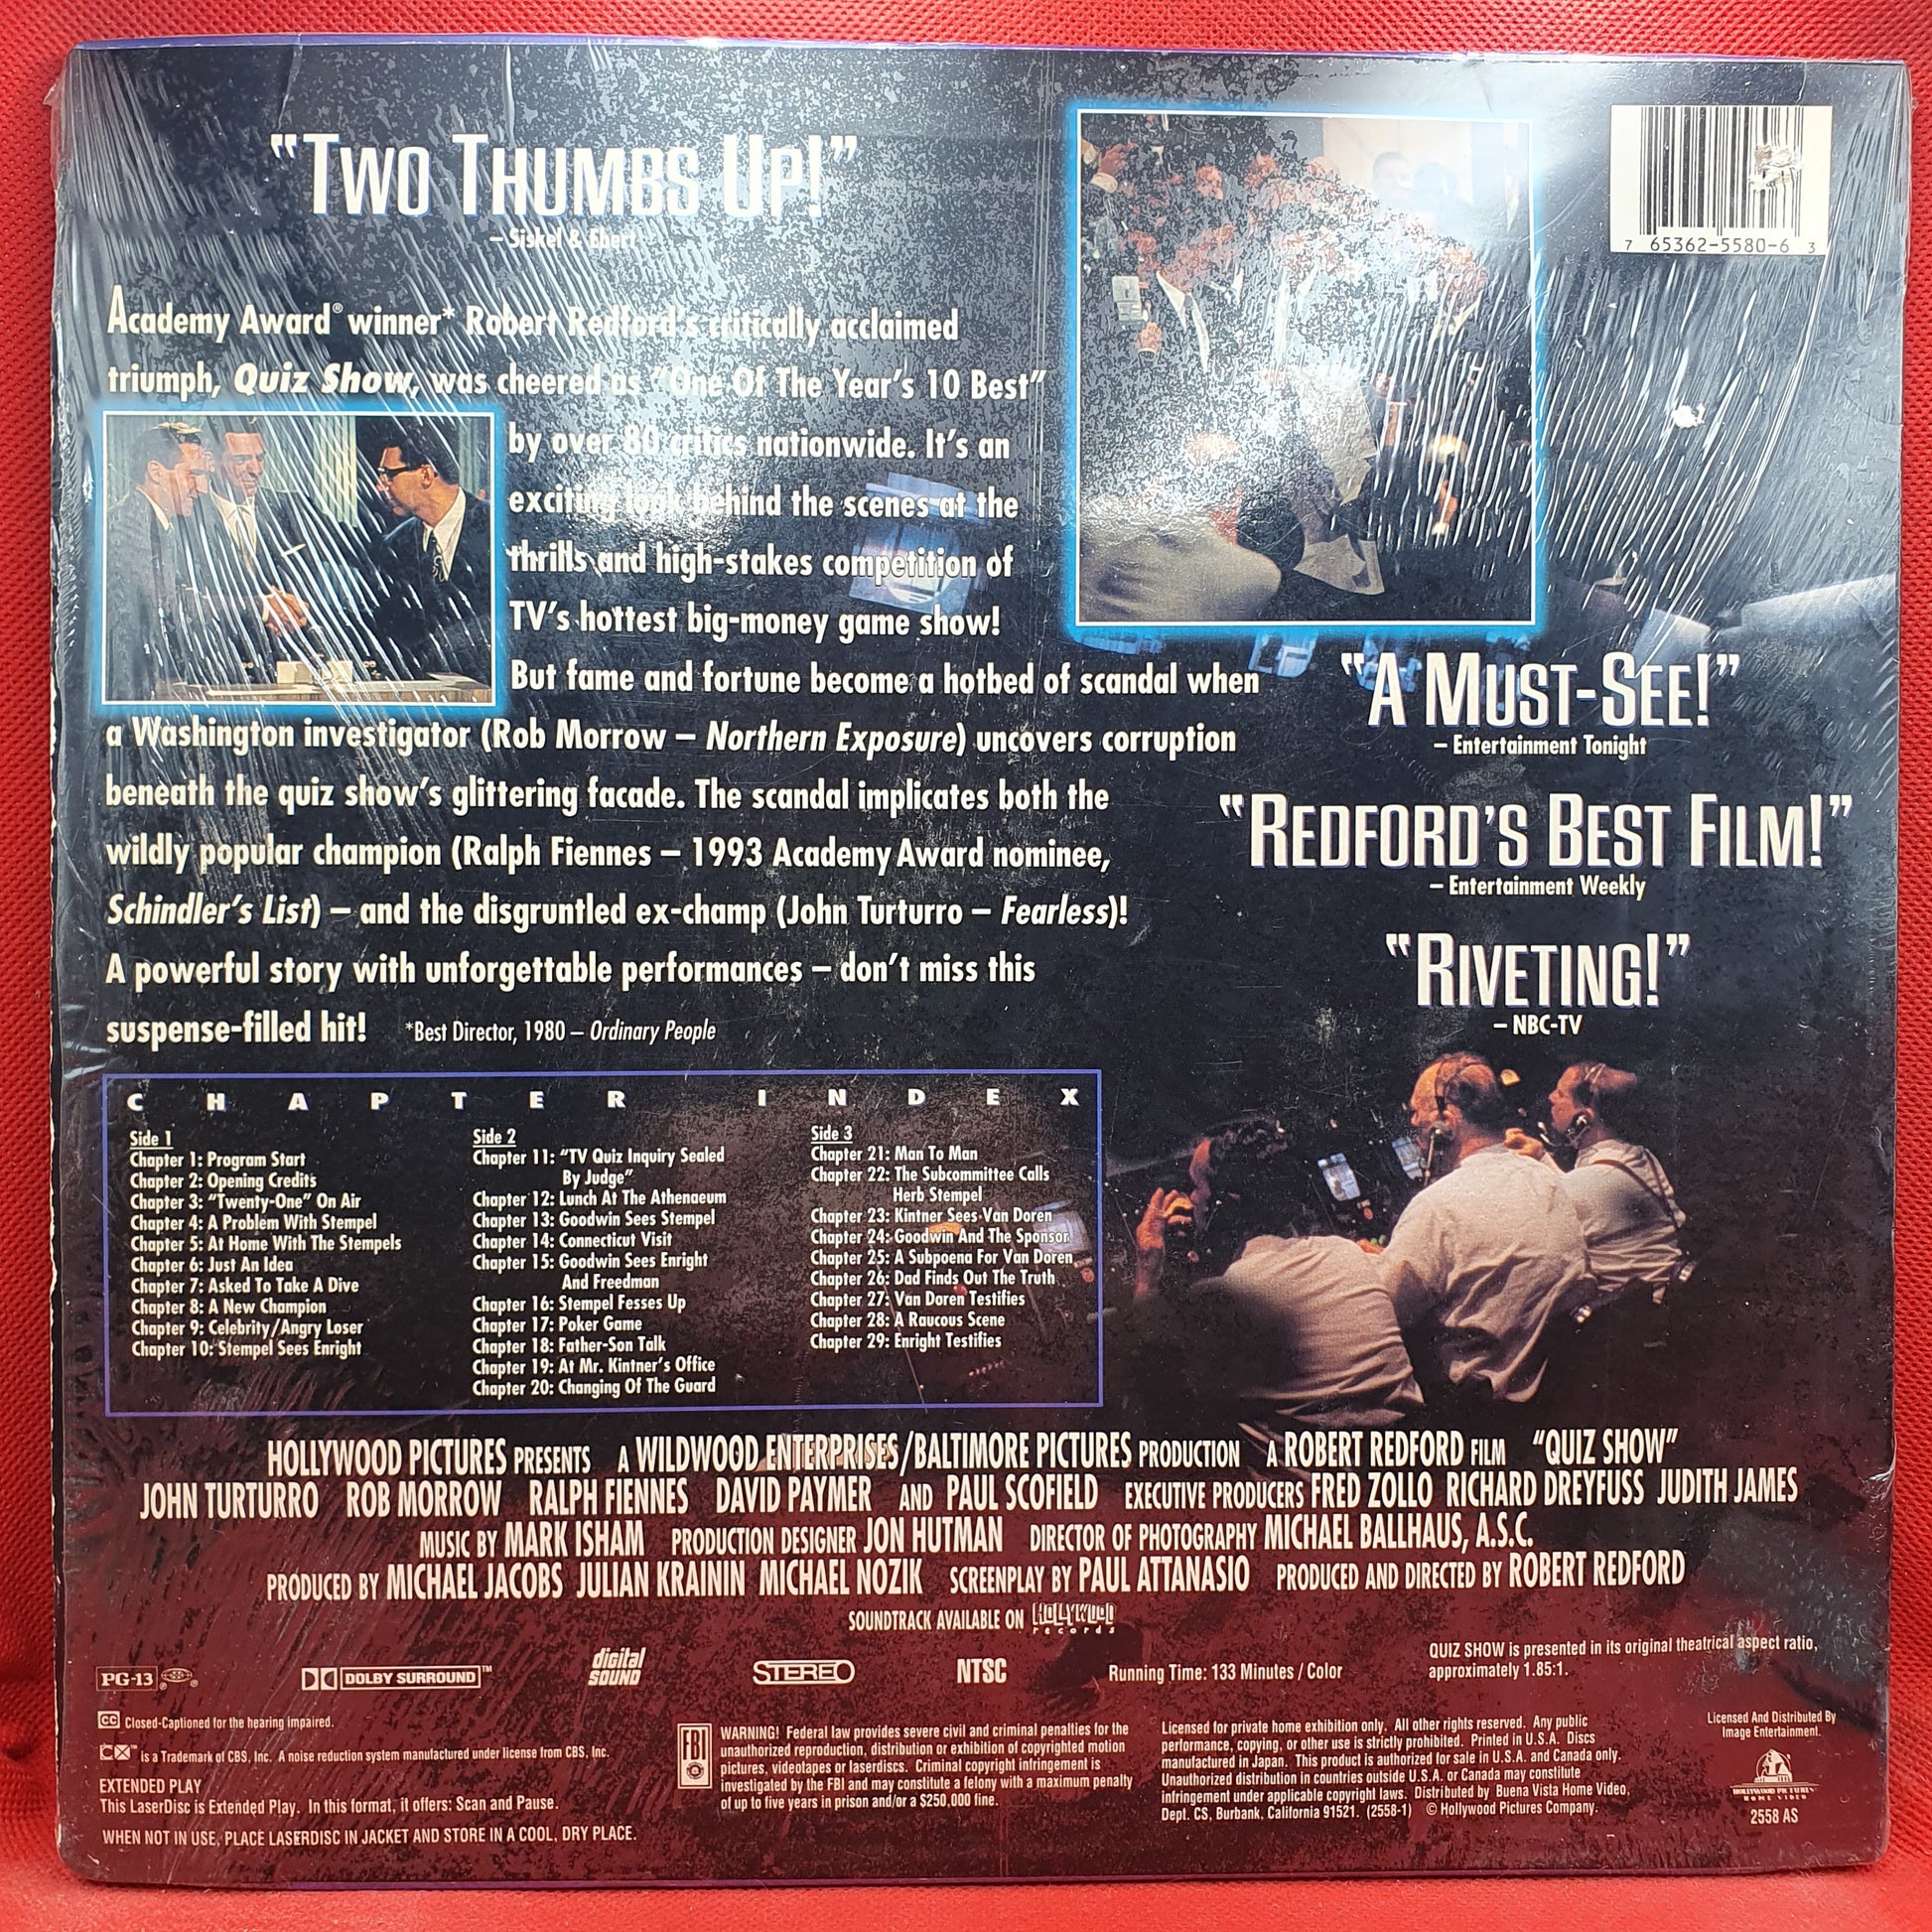 “TWO THUMBS UP!”
– Siskel & Ebert
7 65362-5580-6 3
Academy Award® winner* Robert Redford’s critically acclaimed
triumph, Quiz Show, was cheered as “One Of The Year’s 10 Best”
by over 80 critics nationwide. It’s an
exciting look behind the scenes at the
thrills and high-stakes competition of
TV’s hottest big-money game show!
But fame and fortune become a hotbed of scandal when
a Washington investigator (Rob Morrow – Northern Exposure) uncovers corruption
beneath the quiz show’s glittering facade. The scandal implicates both the
wildly popular champion (Ralph Fiennes – 1993 Academy Award nominee,
Schindler’s List) – and the disgruntled ex-champ (John Turturro – Fearless)!
A powerful story with unforgettable performances – don’t miss this
suspense-filled hit! *Best Director, 1980 – Ordinary People
“A MUST-SEE!”
– Entertainment Tonight
“REDFORD’S BEST FILM!”
– Entertainment Weekly
“RIVETING!”
– NBC-TV
CHAPTER INDEX
Side 1
Chapter 1: Program Start
Chapter 2: Opening Credits
Chapter 3: “Twenty-One” On Air
Chapter 4: A Problem With Stempel
Chapter 5: At Home With The Stempels
Chapter 6: Just An Idea
Chapter 7: Asked To Take A Dive
Chapter 8: A New Champion
Chapter 9: Celebrity/Angry Loser
Chapter 10: Stempel Sees Enright
Side 2
Chapter 11: “TV Quiz Inquiry Sealed
By Judge”
Chapter 12: Lunch At The Athenaeum
Chapter 13: Goodwin Sees Stempel
Chapter 14: Connecticut Visit
Chapter 15: Goodwin Sees Enright
And Freedman
Chapter 16: Stempel Fesses Up
Chapter 17: Poker Game
Chapter 18: Father-Son Talk
Chapter 19: At Mr. Kintner’s Office
Chapter 20: Changing Of The Guard
Side 3
Chapter 21: Man To Man
Chapter 22: The Subcommittee Calls
Herb Stempel
Chapter 23: Kintner Sees Van Doren
Chapter 24: Goodwin And The Sponsor
Chapter 25: A Subpoena For Van Doren
Chapter 26: Dad Finds Out The Truth
Chapter 27: Van Doren Testifies
Chapter 28: A Raucous Scene
Chapter 29: Enright Testifies
HOLLYWOOD PICTURES PRESENTS A WILDWOOD ENTERPRISES/BALTIMORE PICTURES PRODUCTION A ROBERT REDFORD FILM “QUIZ SHOW”
JOHN TURTURRO ROB MORROW RALPH FIENNES DAVID PAYMER AND PAUL SCOFIELD EXECUTIVE PRODUCERS FRED ZOLLO RICHARD DREYFUSS JUDITH JAMES
MUSIC BY MARK ISHAM PRODUCTION DESIGNER JON HUTMAN DIRECTOR OF PHOTOGRAPHY MICHAEL BALLHAUS, A.S.C.
PRODUCED BY MICHAEL JACOBS JULIAN KRAININ MICHAEL NOZIK SCREENPLAY BY PAUL ATTANASIO PRODUCED AND DIRECTED BY ROBERT REDFORD
SOUNDTRACK AVAILABLE ON HOLLYWOOD records
PG-13 DOLBY SURROUND™ digital SOUND STEREO NTSC Running Time: 133 Minutes / Color
QUIZ SHOW is presented in its original theatrical aspect ratio,
approximately 1.85:1.
CC Closed-Captioned for the hearing impaired.
CX™ is a Trademark of CBS, Inc. A noise reduction system manufactured under license from CBS, Inc.
EXTENDED PLAY
This LaserDisc is Extended Play. In this format, it offers: Scan and Pause.
WHEN NOT IN USE, PLACE LASERDISC IN JACKET AND STORE IN A COOL, DRY PLACE.
FBI
WARNING! Federal law provides severe civil and criminal penalties for the
unauthorized reproduction, distribution or exhibition of copyrighted motion
pictures, videotapes or laserdiscs. Criminal copyright infringement is
investigated by the FBI and may constitute a felony with a maximum penalty
of up to five years in prison and/or a $250,000 fine.
Licensed for private home exhibition only. All other rights reserved. Any public
performance, copying, or other use is strictly prohibited. Printed in U.S.A. Discs
manufactured in Japan. This product is authorized for sale in U.S.A. and Canada only.
Unauthorized distribution in countries outside U.S.A. or Canada may constitute
infringement under applicable copyright laws. Distributed by Buena Vista Home Video,
Dept. CS, Burbank, California 91521. (2558-1) © Hollywood Pictures Company.
Licensed And Distributed By
Image Entertainment.
HOLLYWOOD PICTURES
HOME VIDEO
2558 AS